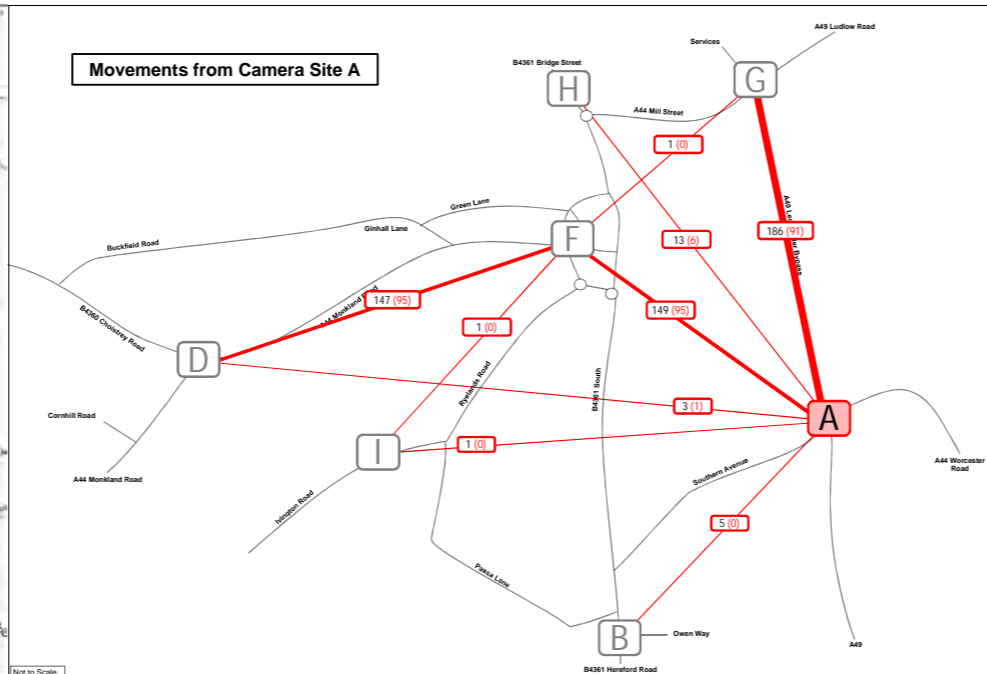 A49 Ludlow Road
Services
Movements from Camera Site A
B4361 Bridge Street
H
G
A44 Mill Street
1 (0)
Green Lane
Ginhall Lane
Buckfield Road
F
13 (6)
186 (91)
147 (95)
149 (95)
B4360 Cholstrey Road
1 (0)
D
Ryelands Road
B4361 South
3 (1)
A
Cornhill Road
1 (0)
I
A44 Monkland Road
Southern Avenue
A44 Worcester
Road
Ivington Road
5 (0)
Passa Lane
B
Owen Way
A49
B4361 Hereford Road
Not to Scale